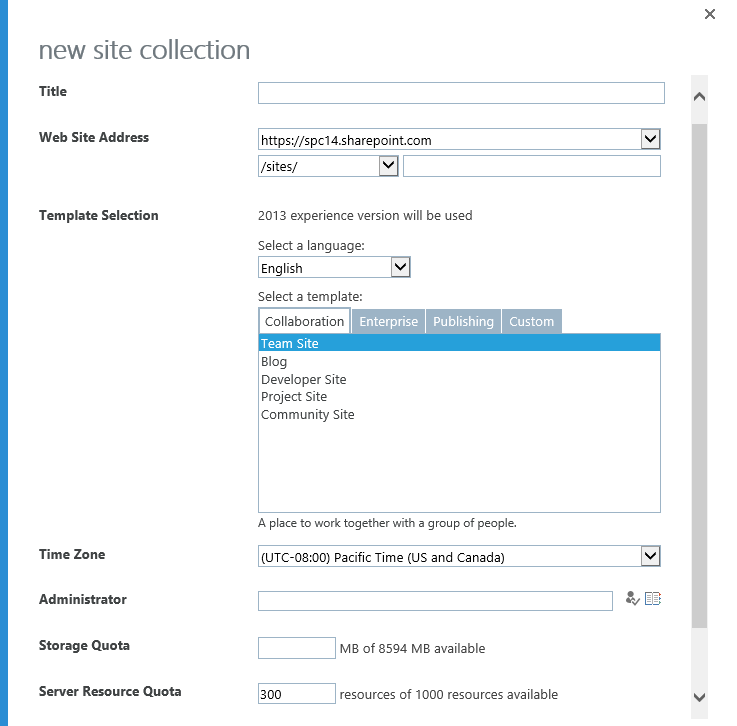 new site collection
Title
Web Site Address
https://spc14.sharepoint.com
/sites/
Template Selection
2013 experience version will be used
Select a language:
English
Select a template:
Collaboration Enterprise Publishing Custom
Team Site
Blog
Developer Site
Project Site
Community Site
A place to work together with a group of people.
Time Zone
(UTC-08:00) Pacific Time (US and Canada)
Administrator
Storage Quota
MB of 8594 MB available
Server Resource Quota
300 resources of 1000 resources available